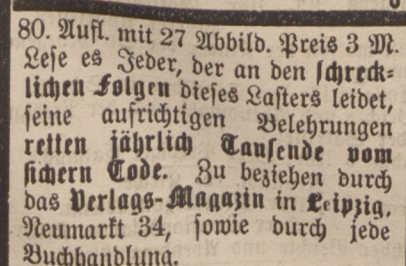 80. Aufl. mit 27 Abbild. Preis 3 M.
Lese es Jeder, der an den schreck-
lichen Folgen dieses Lasters leidet,
seine aufrichtigen Belehrungen
retten jährlich Tausende vom
sichern Tode. Zu beziehen durch
das Verlags-Magazin in Leipzig,
Neumarkt 34, sowie durch jede
Buchhandlung.